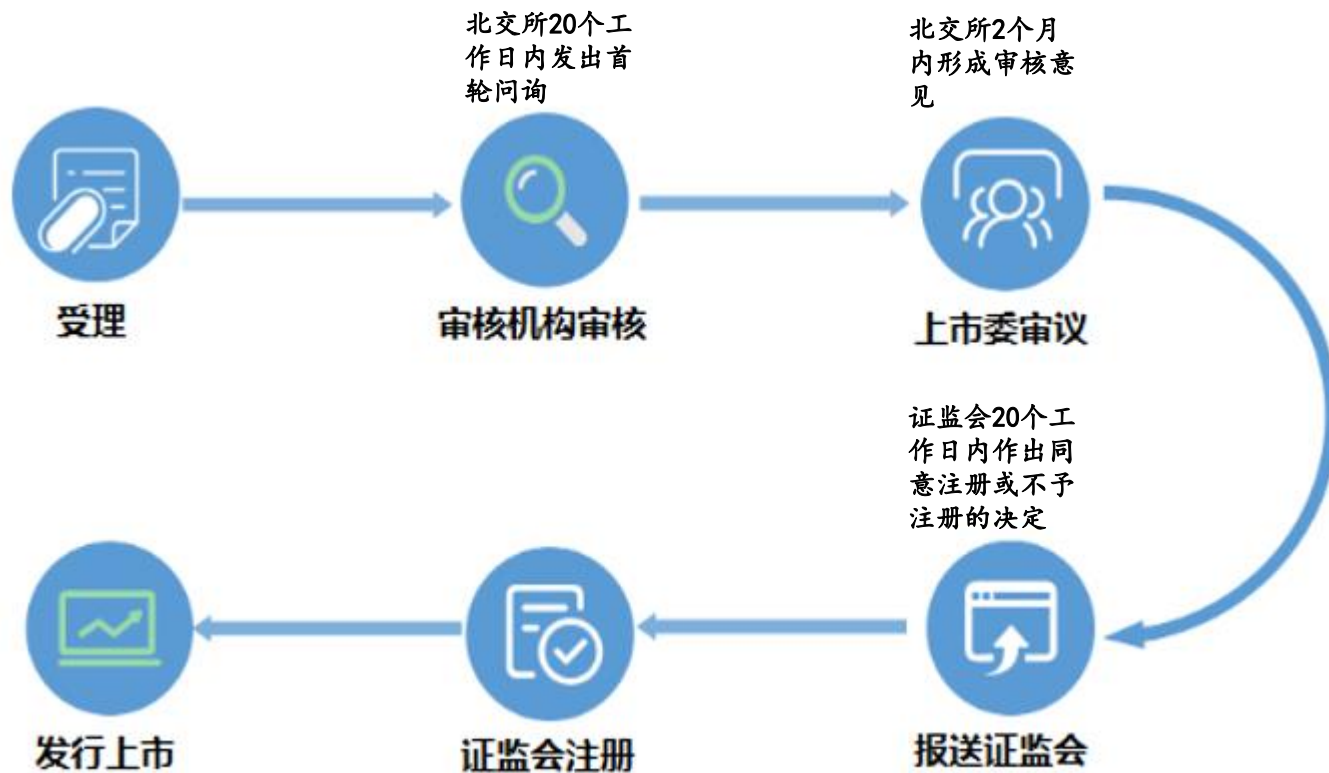 北交所20个工
作日内发出首
轮问询
北交所2个月
内形成审核意
见
受理
审核机构审核
上市委审议
证监会20个工
作日内作出同
意注册或不予
注册的决定
发行上市
证监会注册
报送证监会